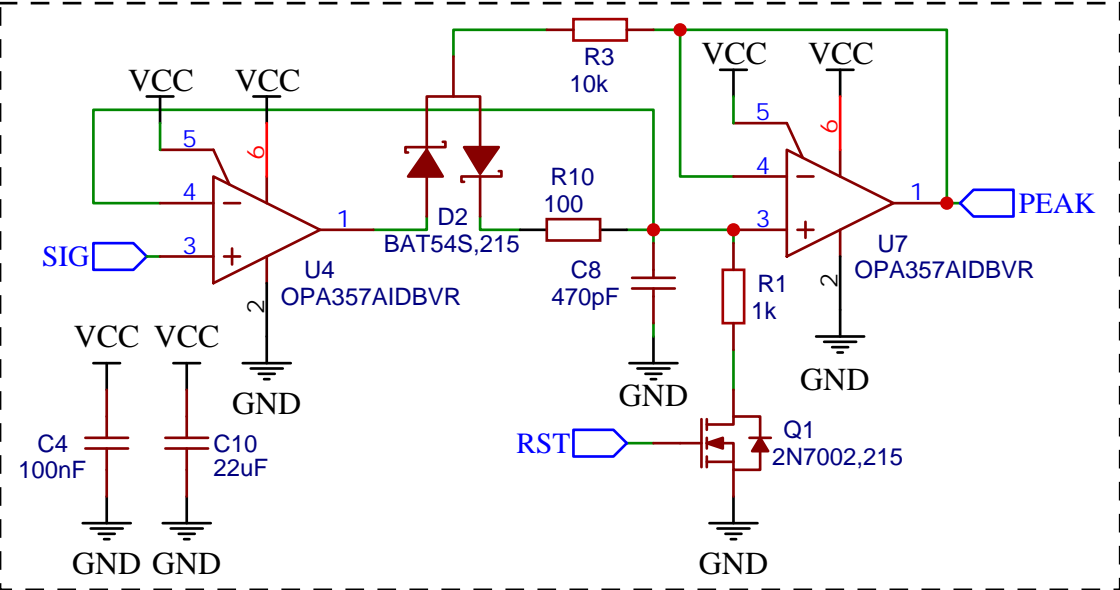 R3
10k
VCC
VCC
VCC
VCC
5
6
4
1
3
2
SIG
U4
OPA357AIDBVR
GND
D2
BAT54S,215
R10
100
C8
470pF
GND
5
6
4
1
3
2
PEAK
U7
OPA357AIDBVR
GND
R1
1k
RST
Q1
2N7002,215
GND
VCC
VCC
C4
100nF
C10
22uF
GND
GND